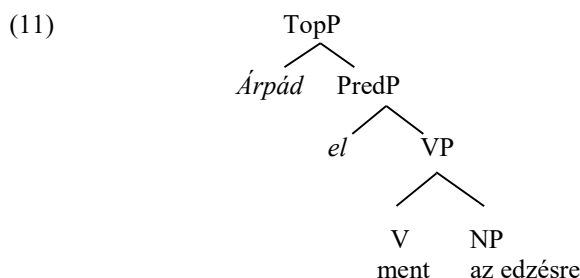 (11) TopP
Árpád PredP
el VP
V NP
ment az edzésre